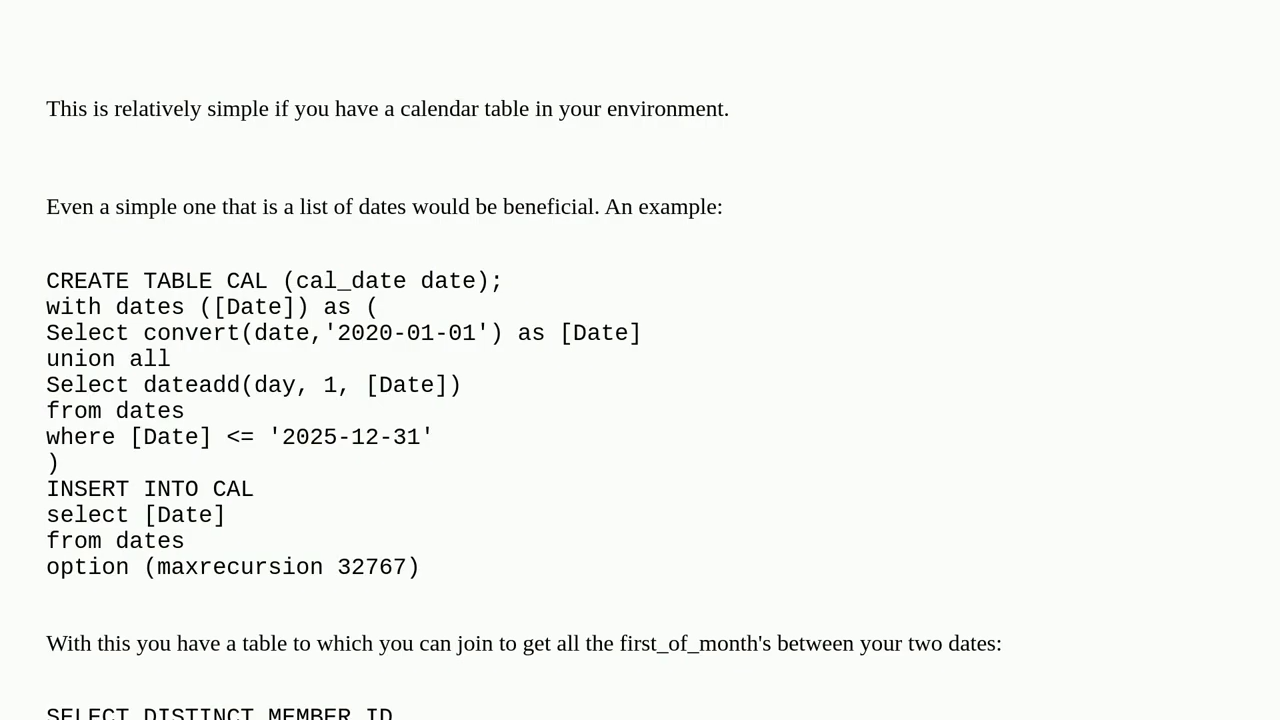 This is relatively simple if you have a calendar table in your environment.
Even a simple one that is a list of dates would be beneficial. An example:
CREATE TABLE CAL (cal_date date);
with dates ([Date]) as (
Select convert(date,'2020-01-01') as [Date]
union all
Select dateadd(day, 1, [Date])
from dates
where [Date] <= '2025-12-31'
)
INSERT INTO CAL
select [Date]
from dates
option (maxrecursion 32767)
With this you have a table to which you can join to get all the first_of_month's between your two dates:
SELECT DISTINCT MEMBER_ID